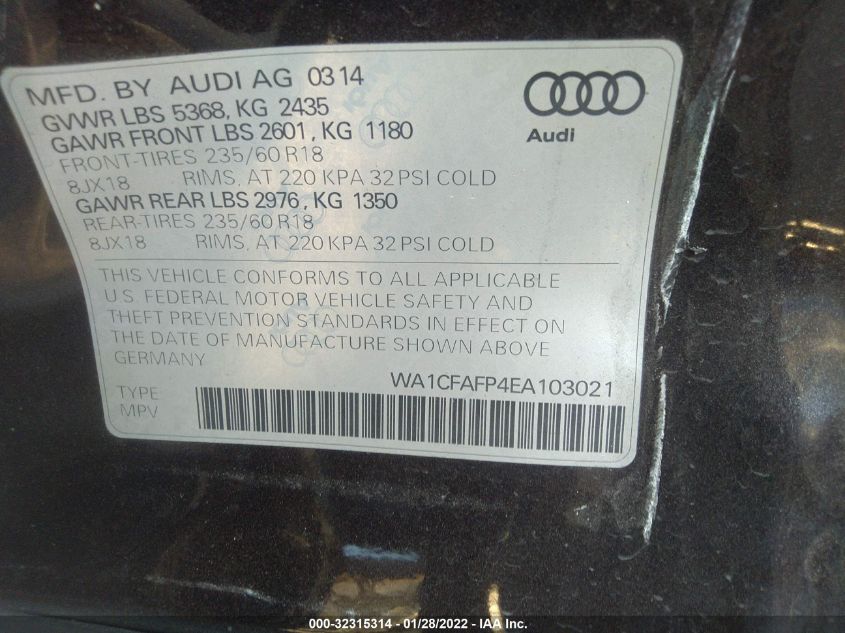 MFD. BY AUDI AG 0314
GVWR LBS 5368, KG 2435
GAWR FRONT LBS 2601, KG 1180
FRONT-TIRES 235/60 R18
8JX18 RIMS, AT 220 KPA 32 PSI COLD
GAWR REAR LBS 2976, KG 1350
REAR-TIRES 235/60 R18
8JX18 RIMS, AT 220 KPA 32 PSI COLD
Audi
THIS VEHICLE CONFORMS TO ALL APPLICABLE
U.S. FEDERAL MOTOR VEHICLE SAFETY AND
THEFT PREVENTION STANDARDS IN EFFECT ON
THE DATE OF MANUFACTURE SHOWN ABOVE
GERMANY
WA1CFAFP4EA103021
TYPE
MPV
000-32315314 - 01/28/2022 - IAA Inc.